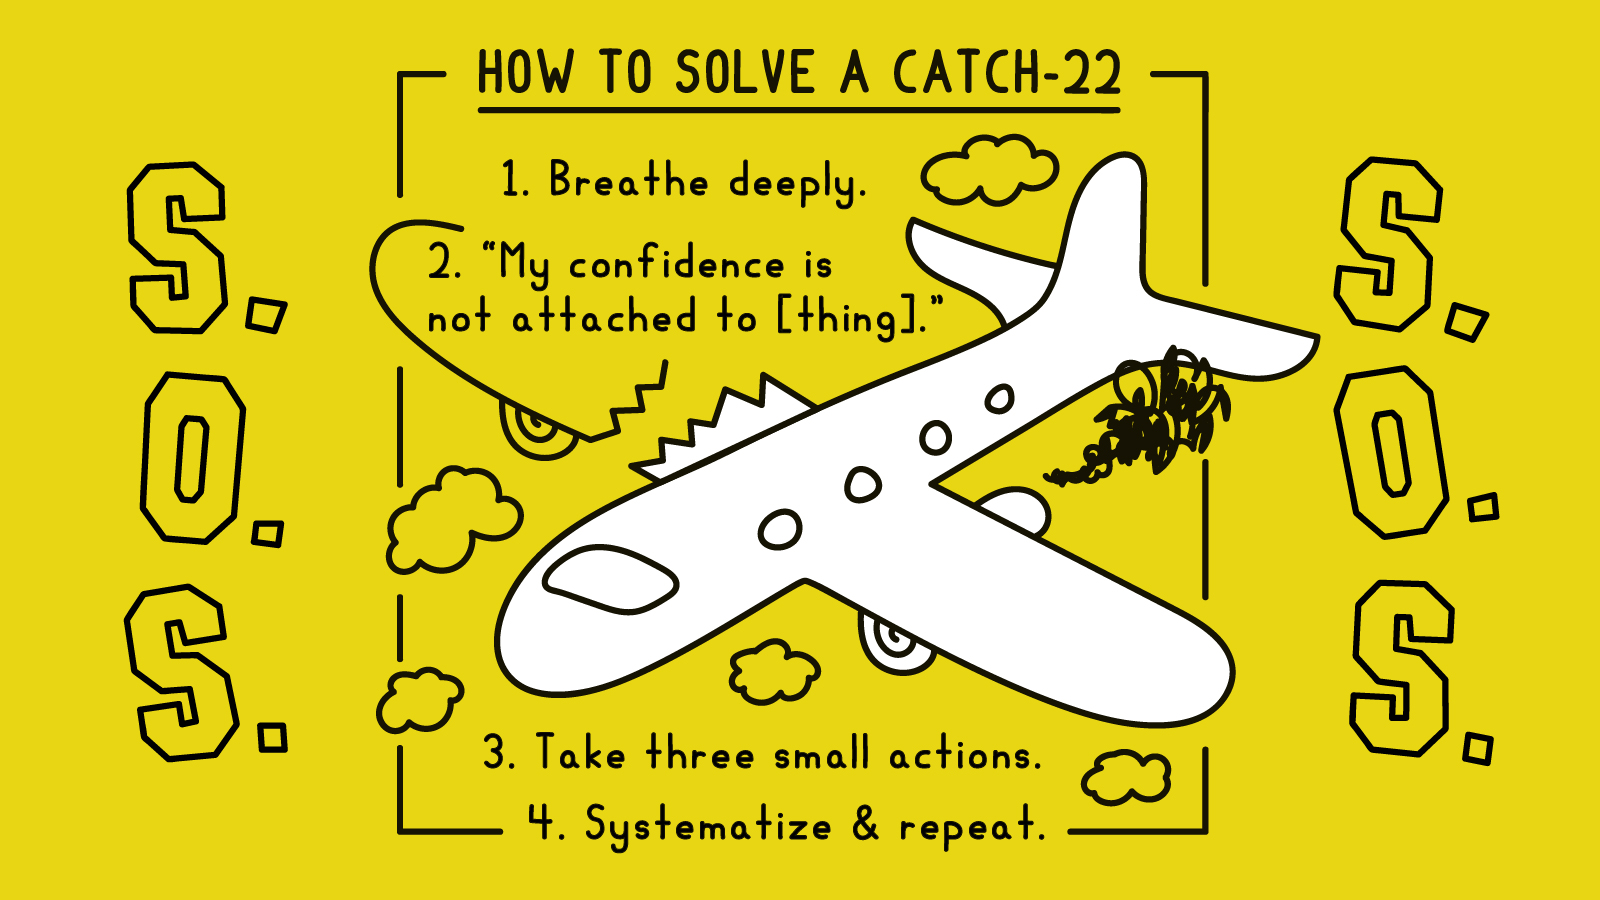 HOW TO SOLVE A CATCH-22
1. Breathe deeply.
2. “My confidence is
not attached to [thing].”
3. Take three small actions.
4. Systematize & repeat.
S.
O.
S.
S.
O.
S.